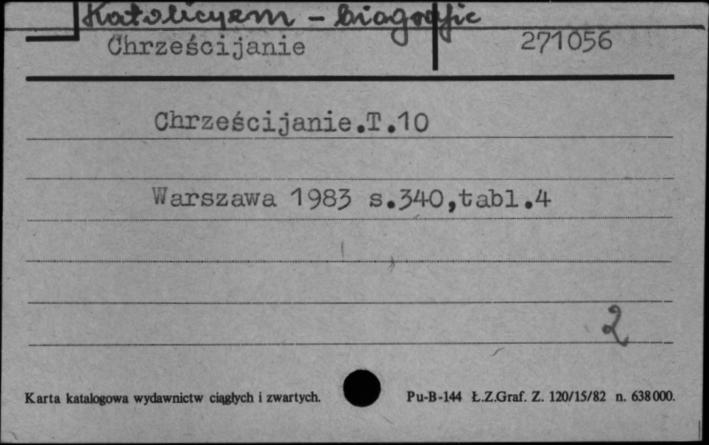 Katolicyzm - biografie
Chrześcijanie 271056
Chrześcijanie.T.10
Warszawa 1983 s.340,tabl.4
2
Karta katalogowa wydawnictw ciągłych i zwartych. Pu-B-144 Ł.Z.Graf. Z. 120/15/82 n. 638000.